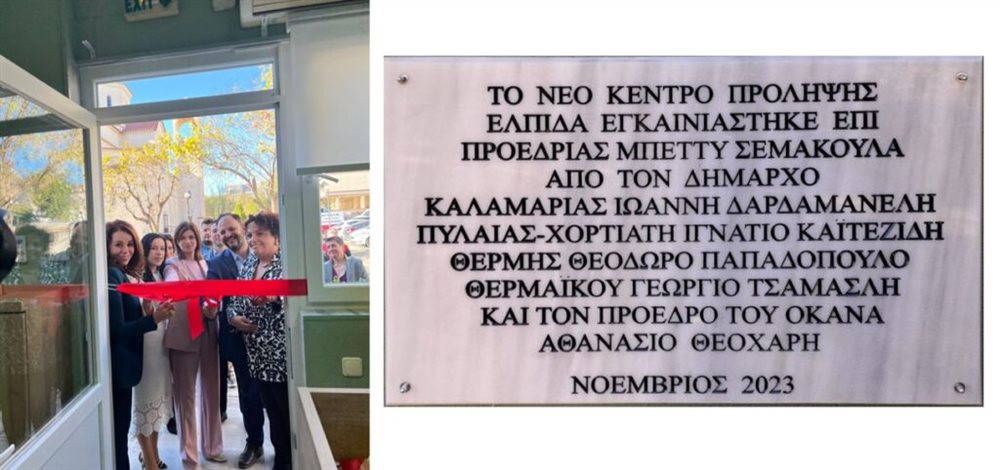 EXIT
ΤΟ ΝΕΟ ΚΕΝΤΡΟ ΠΡΟΛΗΨΗΣ
ΕΛΠΙΔΑ ΕΓΚΑΙΝΙΑΣΤΗΚΕ ΕΠΙ
ΠΡΟΕΔΡΙΑΣ ΜΠΕΤΤΥ ΣΕΜΑΚΟΥΛΑ
ΑΠΟ ΤΟΝ ΔΗΜΑΡΧΟ
ΚΑΛΑΜΑΡΙΑΣ ΙΩΑΝΝΗ ΔΑΡΔΑΜΑΝΕΛΗ
ΠΥΛΑΙΑΣ-ΧΟΡΤΙΑΤΗ ΙΓΝΑΤΙΟ ΚΑΪΤΕΖΙΔΗ
ΘΕΡΜΗΣ ΘΕΟΔΩΡΟ ΠΑΠΑΔΟΠΟΥΛΟ
ΘΕΡΜΑΪΚΟΥ ΓΕΩΡΓΙΟ ΤΣΑΜΑΣΛΗ
ΚΑΙ ΤΟΝ ΠΡΟΕΔΡΟ ΤΟΥ ΟΚΑΝΑ
ΑΘΑΝΑΣΙΟ ΘΕΟΧΑΡΗ
ΝΟΕΜΒΡΙΟΣ 2023